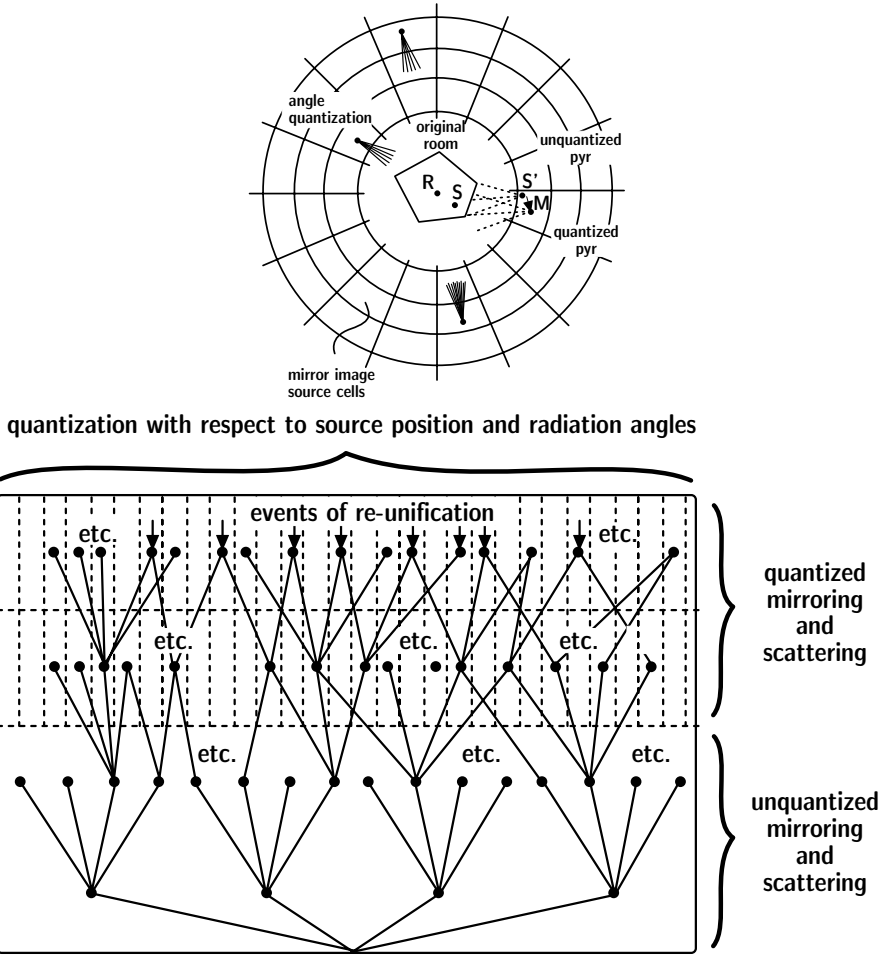 angle
quantization
original
room
unquantized
pyr
R
S
S'
M
quantized
pyr
mirror image
source cells
quantization with respect to source position and radiation angles
events of re-unification
etc.
etc.
quantized
mirroring
and
scattering
etc.
etc.
etc.
etc.
etc.
etc.
unquantized
mirroring
and
scattering